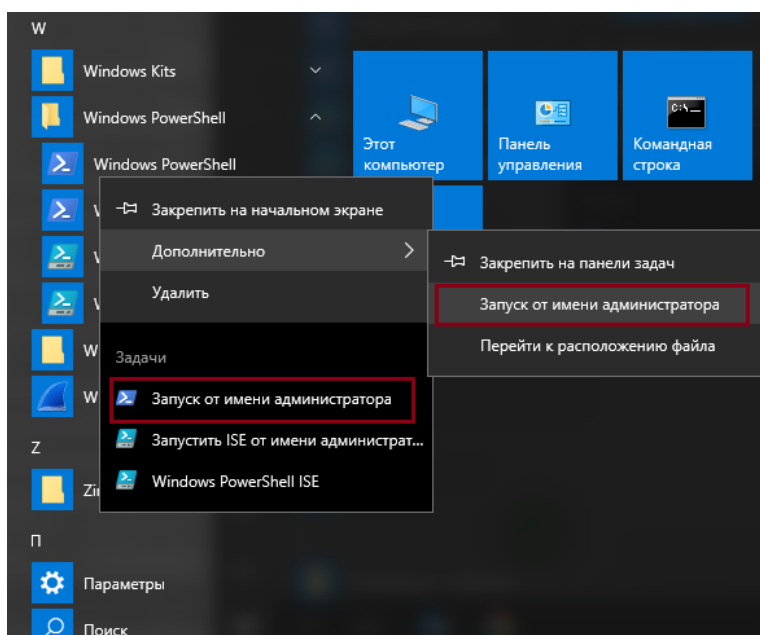 W
Windows Kits
Windows PowerShell
Windows PowerShell
W
W
Z
П
Параметры
Поиск
Этот компьютер
Панель управления
Командная строка
C:\_
Закрепить на начальном экране
Дополнительно
Удалить
Задачи
Запуск от имени администратора
Запустить ISE от имени администрат...
Windows PowerShell ISE
Закрепить на панели задач
Запуск от имени администратора
Перейти к расположению файла